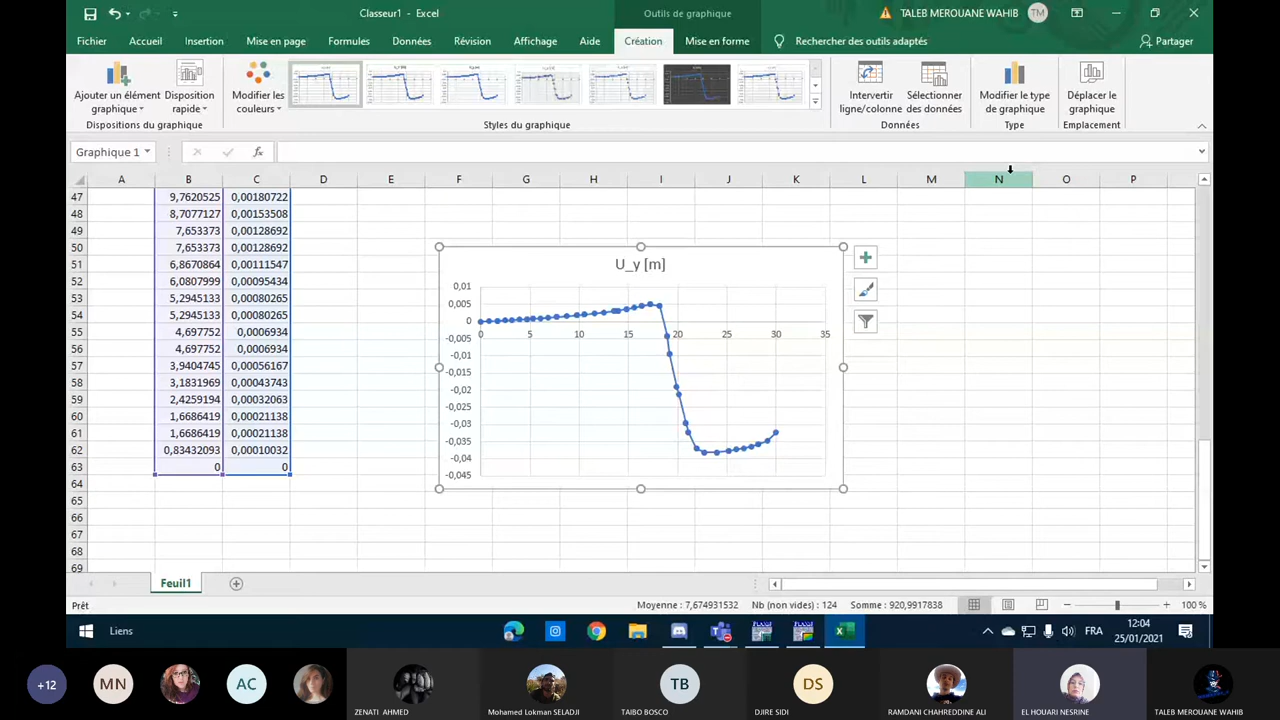 Classeur1 - Excel
Outils de graphique
TALEB MEROUANE WAHIB
TM
Fichier
Accueil
Insertion
Mise en page
Formules
Données
Révision
Affichage
Aide
Création
Mise en forme
Rechercher des outils adaptés
Partager
Ajouter un élément graphique
Disposition rapide
Modifier les couleurs
Intervertir ligne/colonne
Sélectionner des données
Modifier le type de graphique
Déplacer le graphique
Dispositions du graphique
Styles du graphique
Données
Type
Emplacement
Graphique 1
fx
A B C D E F G H I J K L M N O P
47 9,7620525 0,00180722
48 8,7077127 0,00153508
49 7,653373 0,00128692
50 7,653373 0,00128692
51 6,8670864 0,00111547
52 6,0807999 0,00095434
53 5,2945133 0,00080265
54 5,2945133 0,00080265
55 4,697752 0,0006934
56 4,697752 0,0006934
57 3,9404745 0,00056167
58 3,1831969 0,00043743
59 2,4259194 0,00032063
60 1,6686419 0,00021138
61 1,6686419 0,00021138
62 0,83432093 0,00010032
63 0 0
64
65
66
67
68
69
U_y [m]
0,01
0,005
0
-0,005
-0,01
-0,015
-0,02
-0,025
-0,03
-0,035
-0,04
-0,045
0 5 10 15 20 25 30 35
Feuil1
Prêt
Moyenne : 7,674931532
Nb (non vides) : 124
Somme : 920,9917838
100 %
Liens
FRA
12:04
25/01/2021
+12
MN
AC
ZENATI AHMED
Mohamed Lokman SELADJI
TB
TAIBO BOSCO
DS
DJIRE SIDI
RAMDANI CHAHREDDINE ALI
EL HOUARI NESRINE
TALEB MEROUANE WAHIB